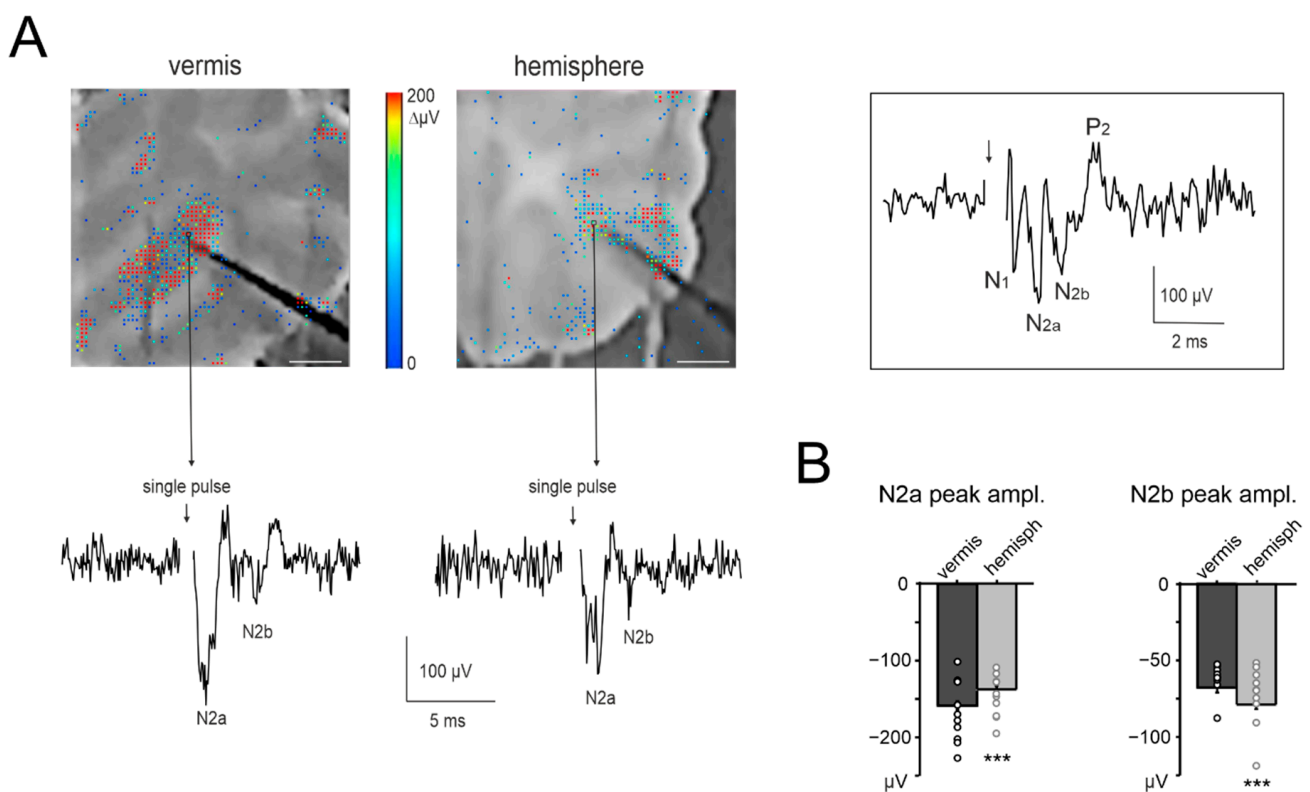 A
vermis
hemisphere
200
ΔμV
0
P2
N1
N2a
N2b
100 μV
2 ms
single pulse
single pulse
N2a
N2b
100 μV
5 ms
N2a
N2b
B
N2a peak ampl.
vermis
hemisph
0
−100
−200
μV
***
N2b peak ampl.
vermis
hemisph
0
−50
−100
μV
***